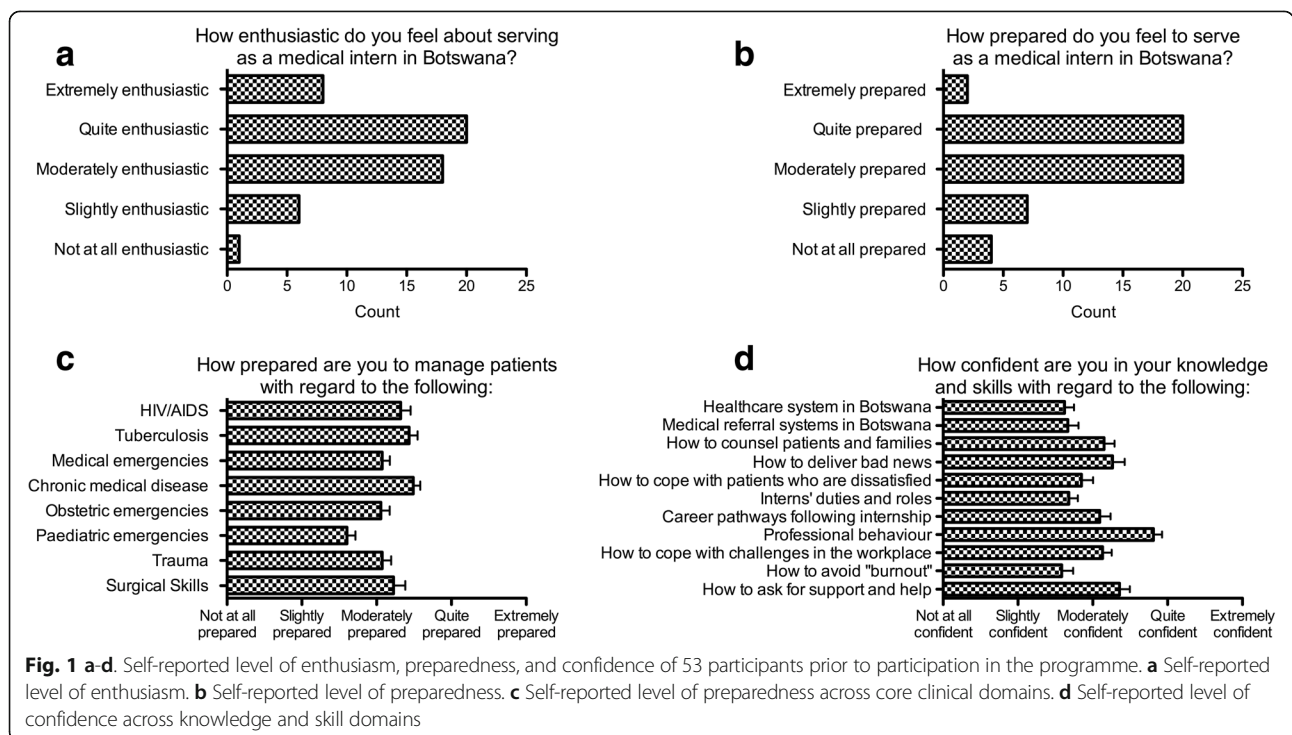 a
How enthusiastic do you feel about serving
as a medical intern in Botswana?
Extremely enthusiastic
Quite enthusiastic
Moderately enthusiastic
Slightly enthusiastic
Not at all enthusiastic
0 5 10 15 20 25
Count
b
How prepared do you feel to serve
as a medical intern in Botswana?
Extremely prepared
Quite prepared
Moderately prepared
Slightly prepared
Not at all prepared
0 5 10 15 20 25
Count
c
How prepared are you to manage patients
with regard to the following:
HIV/AIDS
Tuberculosis
Medical emergencies
Chronic medical disease
Obstetric emergencies
Paediatric emergencies
Trauma
Surgical Skills
Not at all Slightly Moderately Quite Extremely
prepared prepared prepared prepared prepared
d
How confident are you in your knowledge
and skills with regard to the following:
Healthcare system in Botswana
Medical referral systems in Botswana
How to counsel patients and families
How to deliver bad news
How to cope with patients who are dissatisfied
Interns' duties and roles
Career pathways following internship
Professional behaviour
How to cope with challenges in the workplace
How to avoid "burnout"
How to ask for support and help
Not at all Slightly Moderately Quite Extremely
confident confident confident confident confident
Fig. 1 a-d. Self-reported level of enthusiasm, preparedness, and confidence of 53 participants prior to participation in the programme. a Self-reported
level of enthusiasm. b Self-reported level of preparedness. c Self-reported level of preparedness across core clinical domains. d Self-reported level of
confidence across knowledge and skill domains